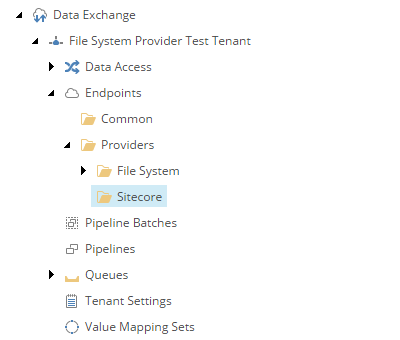 Data Exchange
File System Provider Test Tenant
Data Access
Endpoints
Common
Providers
File System
Sitecore
Pipeline Batches
Pipelines
Queues
Tenant Settings
Value Mapping Sets